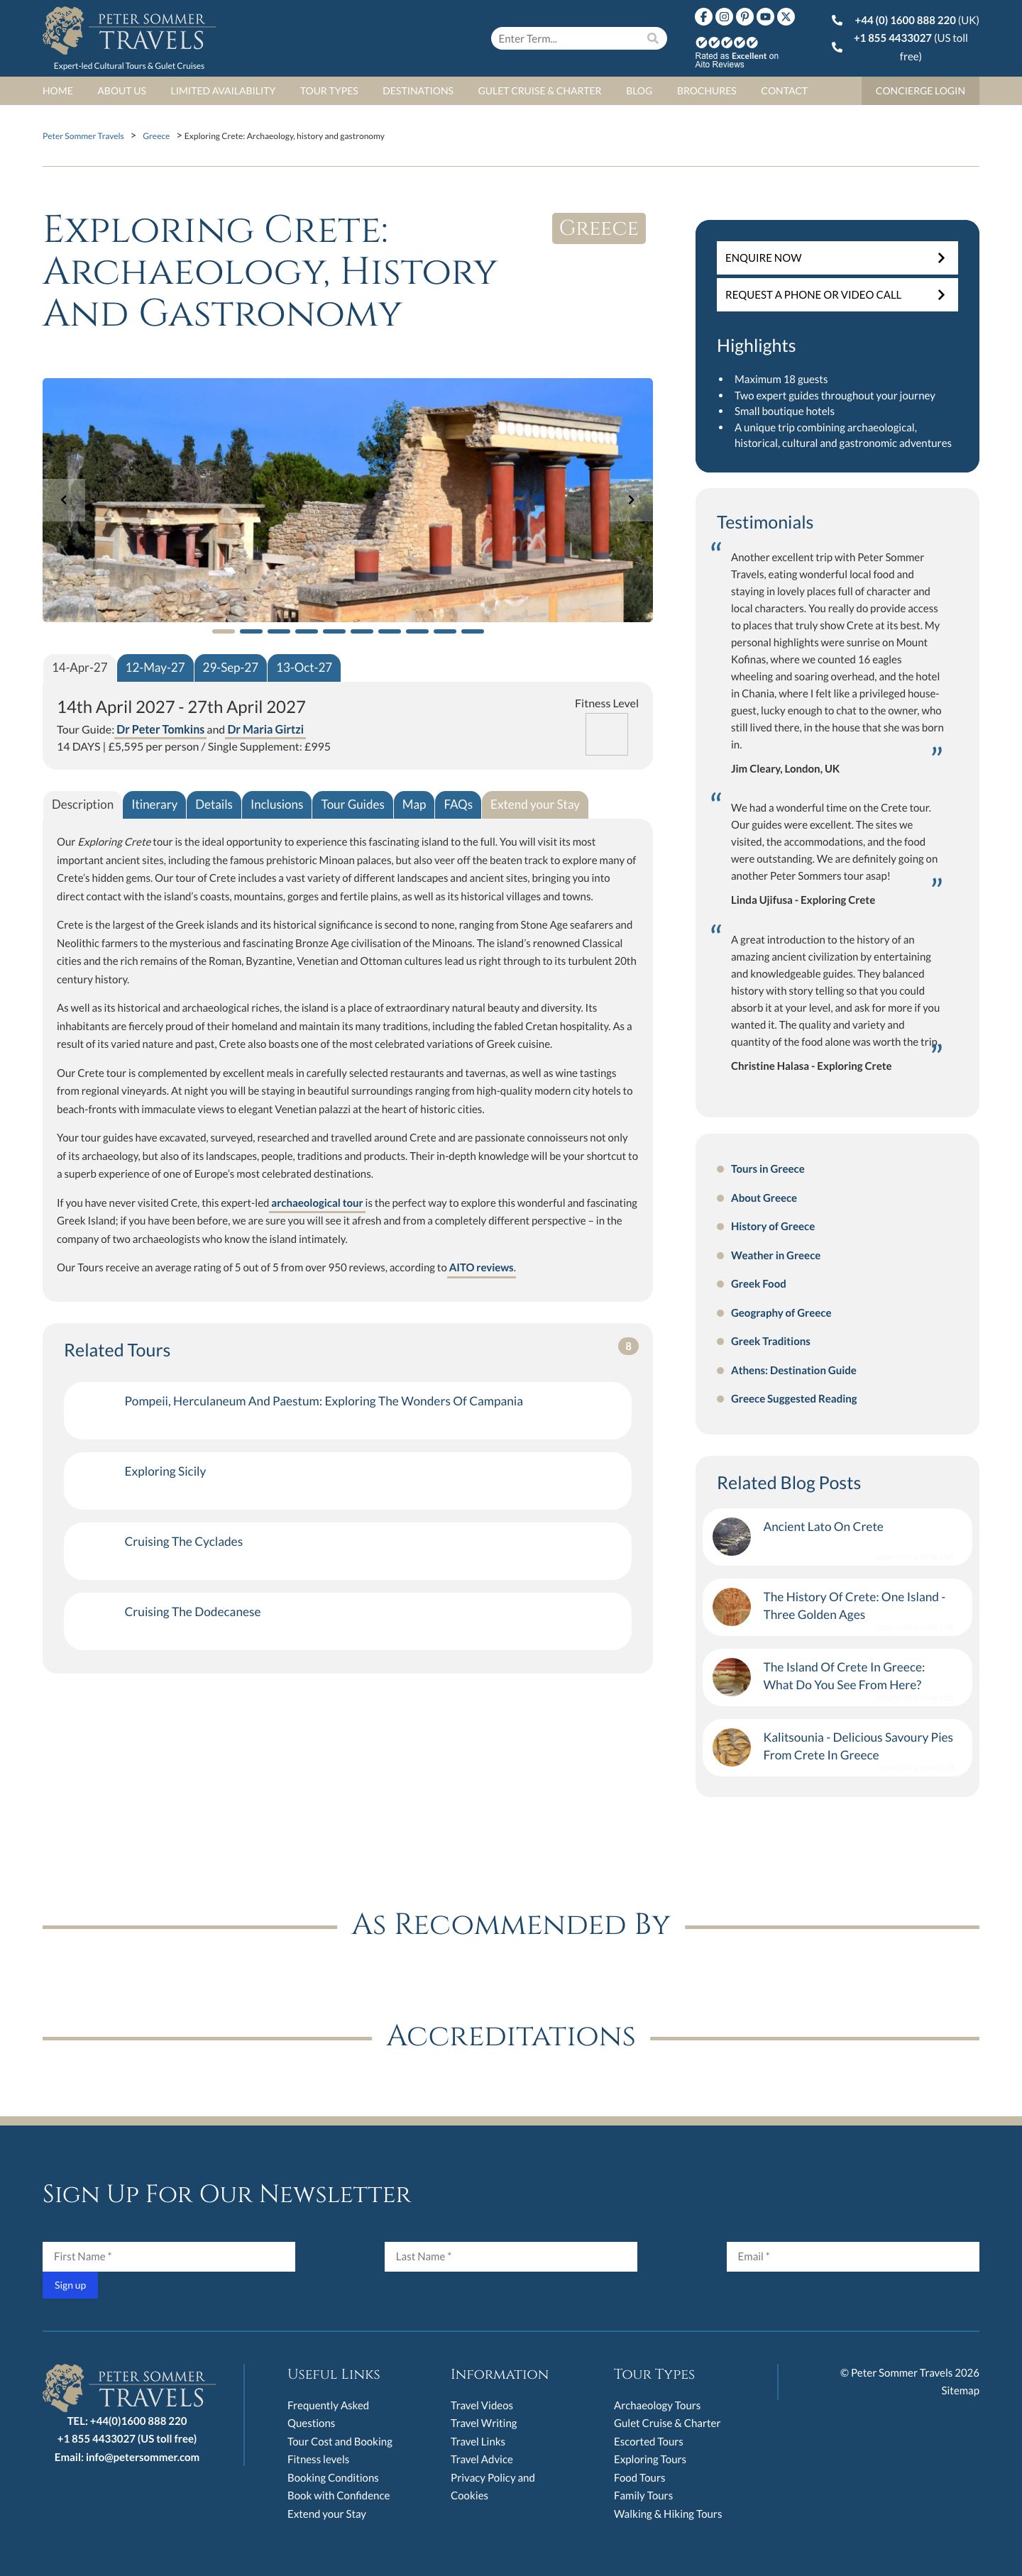 PETER SOMMER
TRAVELS
Expert-led Cultural Tours & Gulet Cruises
Enter Term...
Rated as Excellent on
Aito Reviews
+44 (0) 1600 888 220 (UK)
+1 855 4433027 (US toll
free)
HOME
ABOUT US
LIMITED AVAILABILITY
TOUR TYPES
DESTINATIONS
GULET CRUISE & CHARTER
BLOG
BROCHURES
CONTACT
CONCIERGE LOGIN
Peter Sommer Travels > Greece > Exploring Crete: Archaeology, history and gastronomy
Exploring Crete:
Archaeology, History
And Gastronomy
Greece
14-Apr-27
12-May-27
29-Sep-27
13-Oct-27
14th April 2027 - 27th April 2027
Tour Guide: Dr Peter Tomkins and Dr Maria Girtzi
14 DAYS | £5,595 per person / Single Supplement: £995
Fitness Level
Description
Itinerary
Details
Inclusions
Tour Guides
Map
FAQs
Extend your Stay
Our Exploring Crete tour is the ideal opportunity to experience this fascinating island to the full. You will visit its most
important ancient sites, including the famous prehistoric Minoan palaces, but also veer off the beaten track to explore many of
Crete's hidden gems. Our tour of Crete includes a vast variety of different landscapes and ancient sites, bringing you into
direct contact with the island's coasts, mountains, gorges and fertile plains, as well as its historical villages and towns.
Crete is the largest of the Greek islands and its historical significance is second to none, ranging from Stone Age seafarers and
Neolithic farmers to the mysterious and fascinating Bronze Age civilisation of the Minoans. The island's renowned Classical
cities and the rich remains of the Roman, Byzantine, Venetian and Ottoman cultures lead us right through to its turbulent 20th
century history.
As well as its historical and archaeological riches, the island is a place of extraordinary natural beauty and diversity. Its
inhabitants are fiercely proud of their homeland and maintain its many traditions, including the fabled Cretan hospitality. As a
result of its varied nature and past, Crete also boasts one of the most celebrated variations of Greek cuisine.
Our Crete tour is complemented by excellent meals in carefully selected restaurants and tavernas, as well as wine tastings
from regional vineyards. At night you will be staying in beautiful surroundings ranging from high-quality modern city hotels to
beach-fronts with immaculate views to elegant Venetian palazzi at the heart of historic cities.
Your tour guides have excavated, surveyed, researched and travelled around Crete and are passionate connoisseurs not only
of its archaeology, but also of its landscapes, people, traditions and products. Their in-depth knowledge will be your shortcut to
a superb experience of one of Europe's most celebrated destinations.
If you have never visited Crete, this expert-led archaeological tour is the perfect way to explore this wonderful and fascinating
Greek Island; if you have been before, we are sure you will see it afresh and from a completely different perspective – in the
company of two archaeologists who know the island intimately.
Our Tours receive an average rating of 5 out of 5 from over 950 reviews, according to AITO reviews.
Related Tours
8
Pompeii, Herculaneum And Paestum: Exploring The Wonders Of Campania
Exploring Sicily
Cruising The Cyclades
Cruising The Dodecanese
ENQUIRE NOW
REQUEST A PHONE OR VIDEO CALL
Highlights
• Maximum 18 guests
• Two expert guides throughout your journey
• Small boutique hotels
• A unique trip combining archaeological,
historical, cultural and gastronomic adventures
Testimonials
“
Another excellent trip with Peter Sommer
Travels, eating wonderful local food and
staying in lovely places full of character and
local characters. You really do provide access
to places that truly show Crete at its best. My
personal highlights were sunrise on Mount
Kofinas, where we counted 16 eagles
wheeling and soaring overhead, and the hotel
in Chania, where I felt like a privileged house-
guest, lucky enough to chat to the owner, who
still lived there, in the house that she was born
in.
”
Jim Cleary, London, UK
“
We had a wonderful time on the Crete tour.
Our guides were excellent. The sites we
visited, the accommodations, and the food
were outstanding. We are definitely going on
another Peter Sommers tour asap!
”
Linda Ujifusa - Exploring Crete
“
A great introduction to the history of an
amazing ancient civilization by entertaining
and knowledgeable guides. They balanced
history with story telling so that you could
absorb it at your level, and ask for more if you
wanted it. The quality and variety and
quantity of the food alone was worth the trip.
”
Christine Halasa - Exploring Crete
Tours in Greece
About Greece
History of Greece
Weather in Greece
Greek Food
Geography of Greece
Greek Traditions
Athens: Destination Guide
Greece Suggested Reading
Related Blog Posts
Ancient Lato On Crete
The History Of Crete: One Island -
Three Golden Ages
The Island Of Crete In Greece:
What Do You See From Here?
Kalitsounia - Delicious Savoury Pies
From Crete In Greece
As Recommended By
Accreditations
Sign Up For Our Newsletter
First Name *
Last Name *
Email *
Sign up
PETER SOMMER
TRAVELS
TEL: +44(0)1600 888 220
+1 855 4433027 (US toll free)
Email: info@petersommer.com
Useful Links
Frequently Asked
Questions
Tour Cost and Booking
Fitness levels
Booking Conditions
Book with Confidence
Extend your Stay
Information
Travel Videos
Travel Writing
Travel Links
Travel Advice
Privacy Policy and
Cookies
Tour Types
Archaeology Tours
Gulet Cruise & Charter
Escorted Tours
Exploring Tours
Food Tours
Family Tours
Walking & Hiking Tours
© Peter Sommer Travels 2026
Sitemap